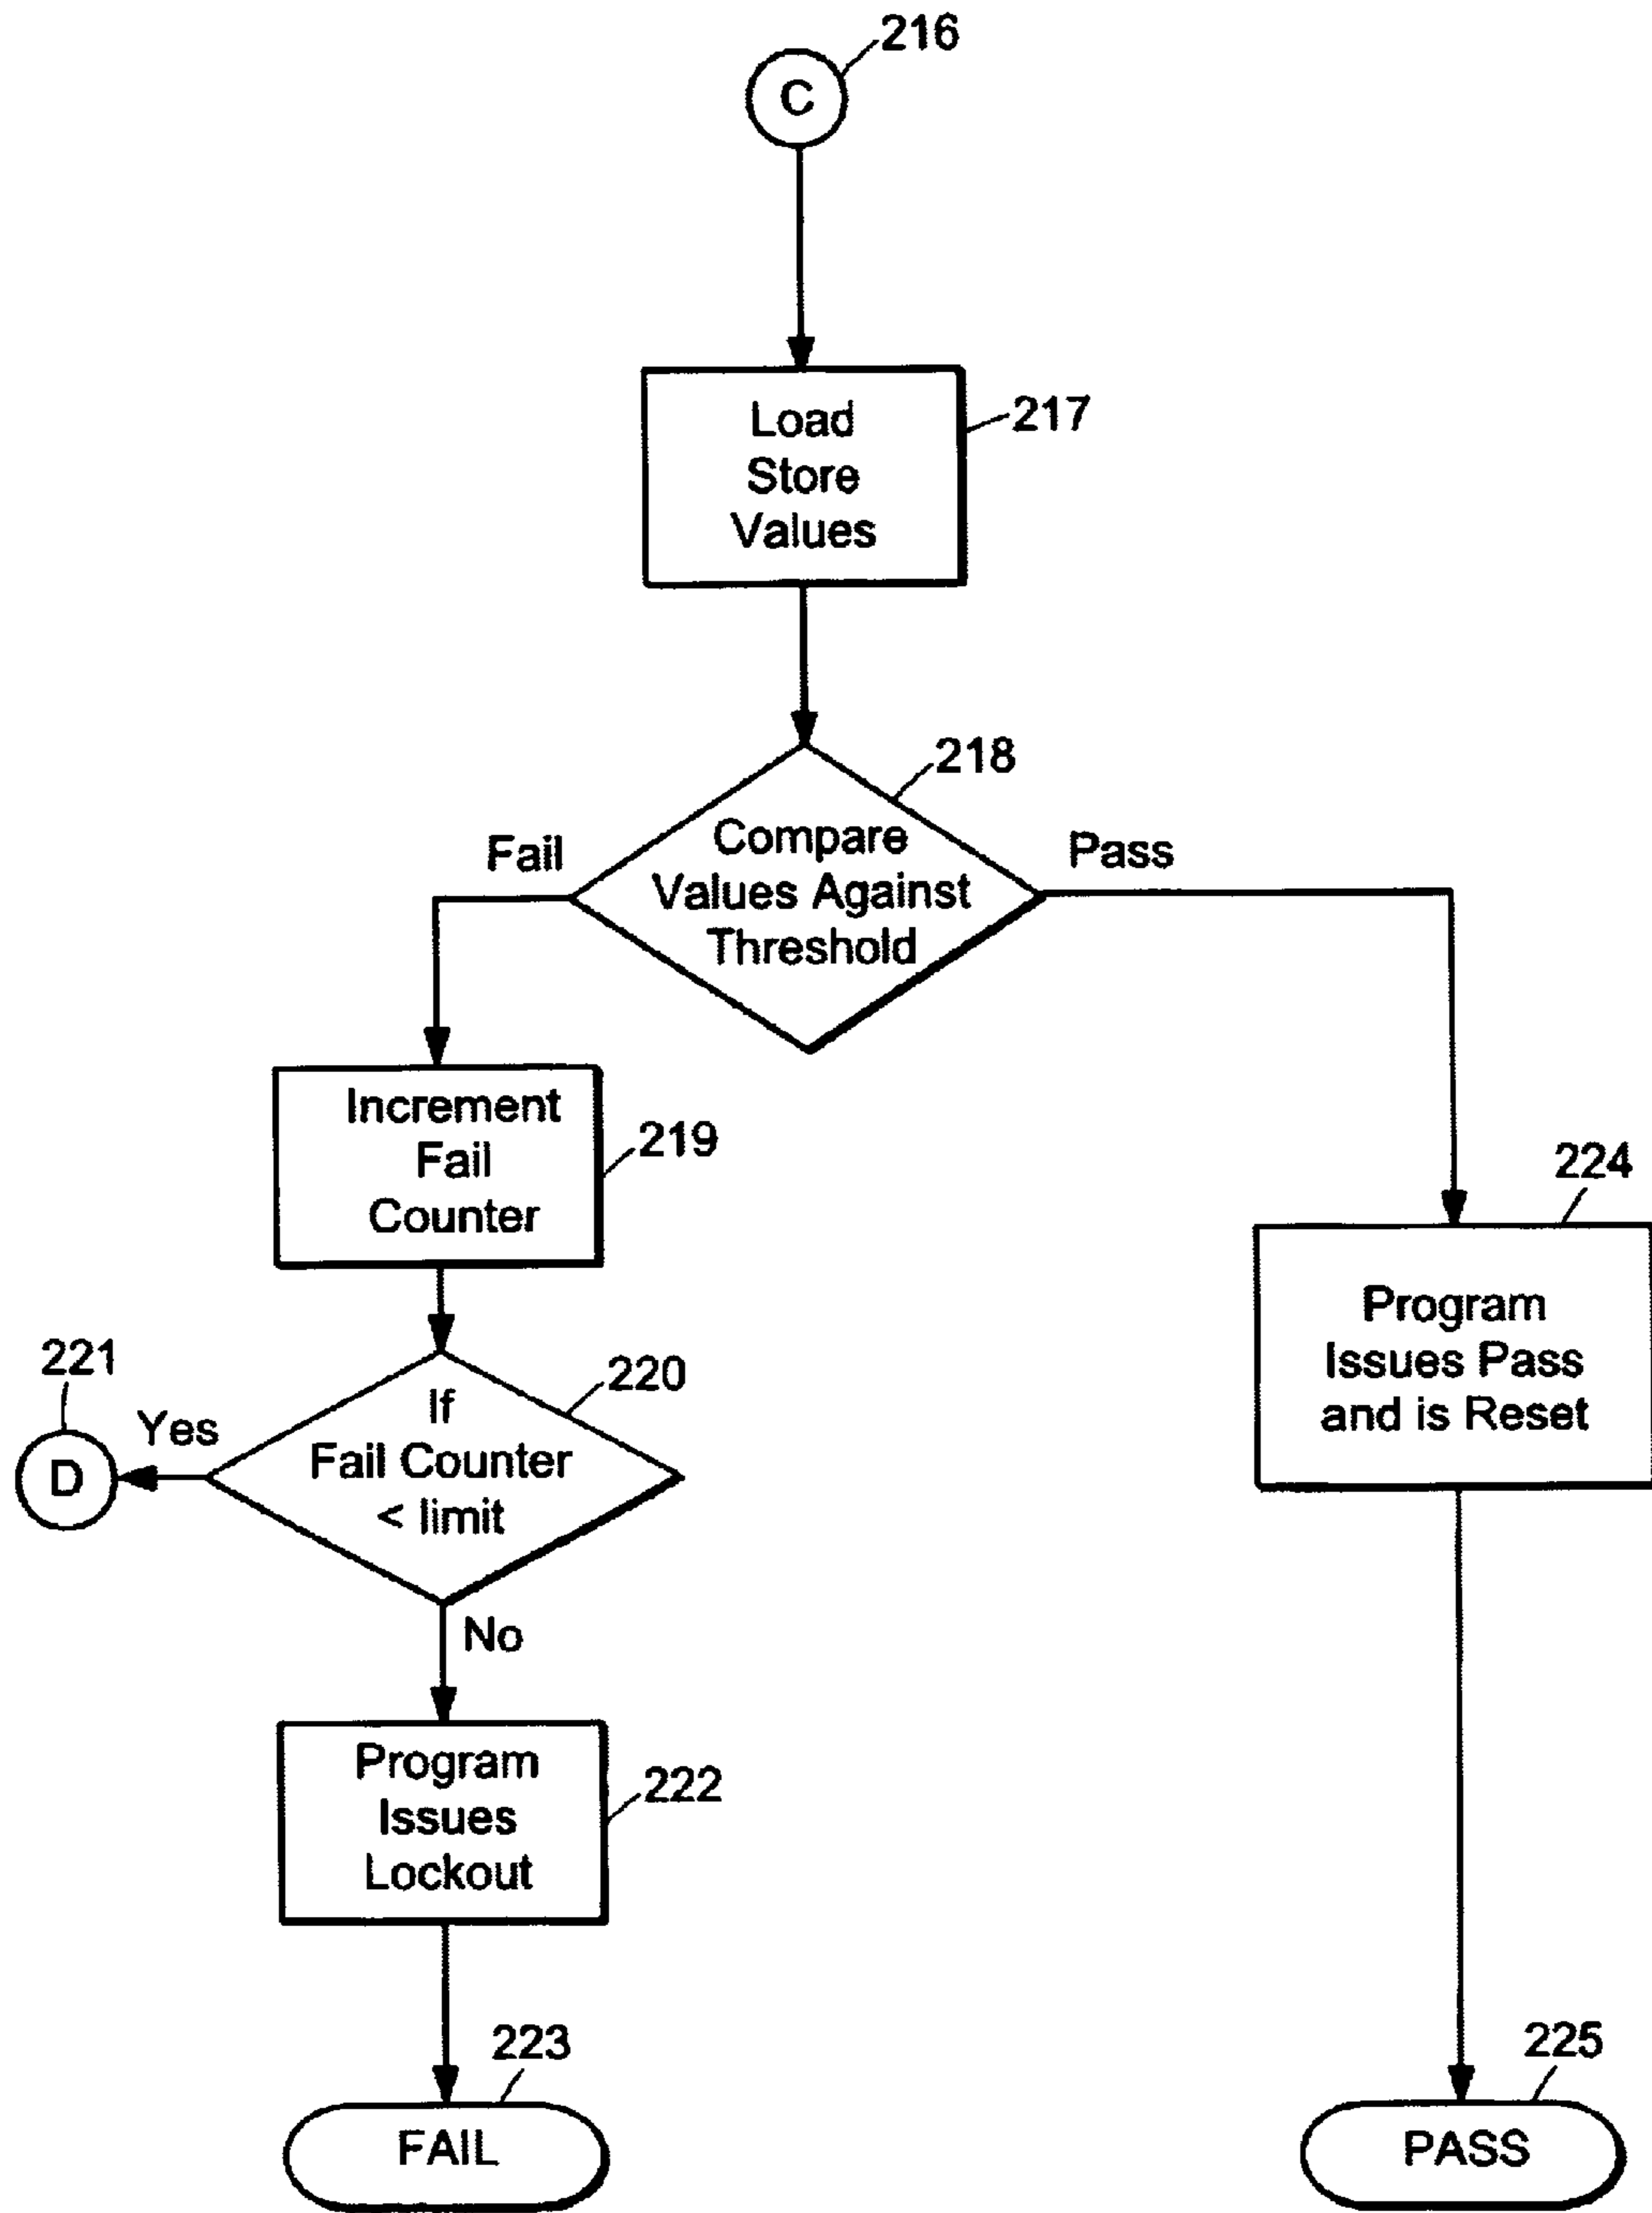 216
C
Load
Store
Values
217
218
Compare
Values Against
Threshold
Fail
Pass
Increment
Fail
Counter
219
224
Program
Issues Pass
and is Reset
221
D
Yes
220
If
Fail Counter
< limit
No
Program
Issues
Lockout
222
223
FAIL
225
PASS